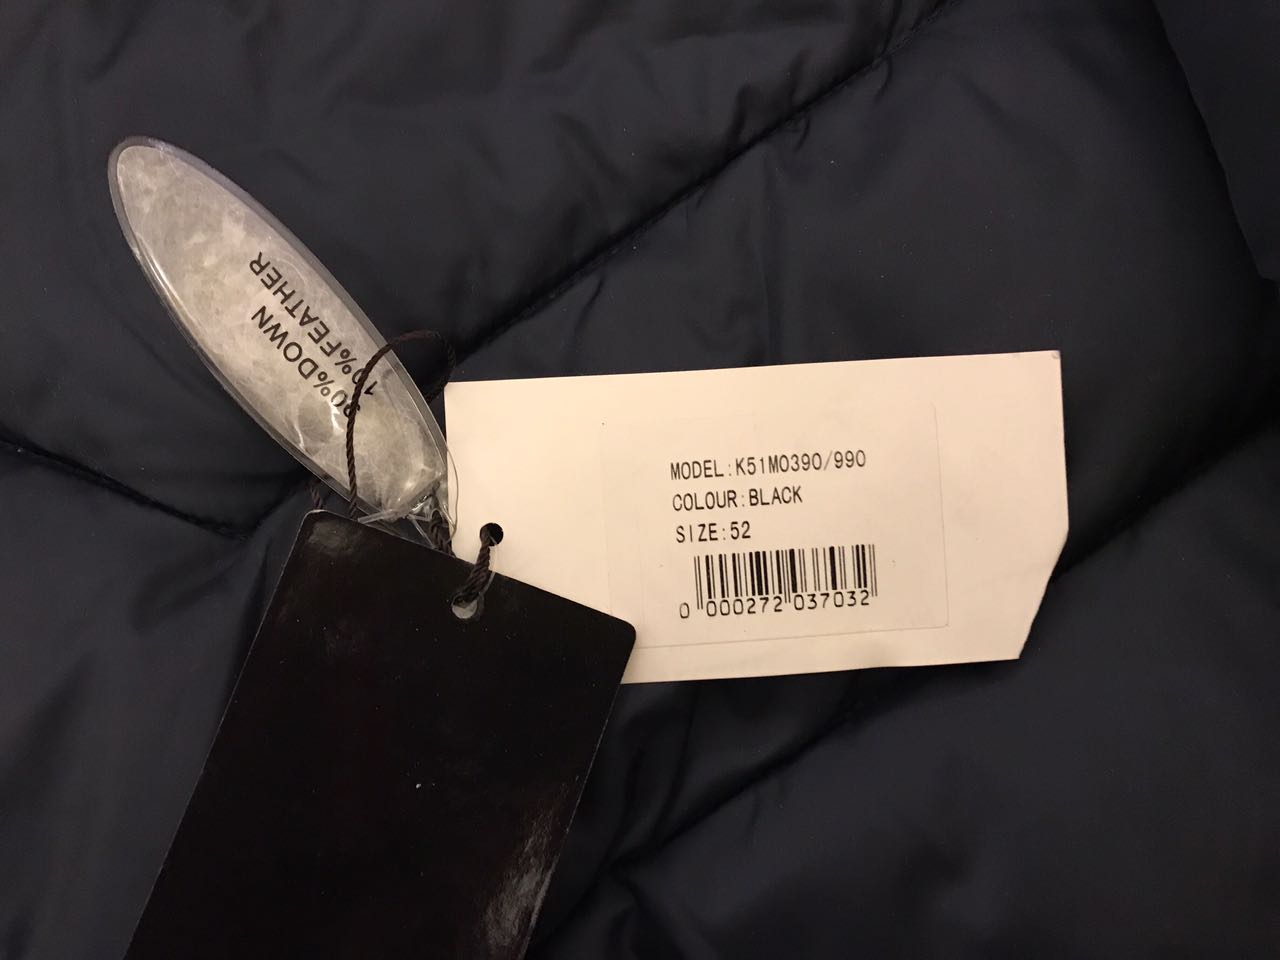 90%DOWN
10%FEATHER
MODEL:K51M0390/990
COLOUR:BLACK
SIZE:52
0 000272 037032